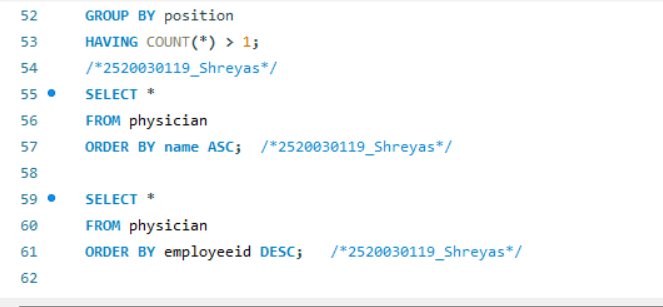 52 GROUP BY position
53 HAVING COUNT(*) > 1;
54 /*2520030119_Shreyas*/
55 SELECT *
56 FROM physician
57 ORDER BY name ASC;  /*2520030119_Shreyas*/
58
59 SELECT *
60 FROM physician
61 ORDER BY employeeid DESC;   /*2520030119_Shreyas*/
62